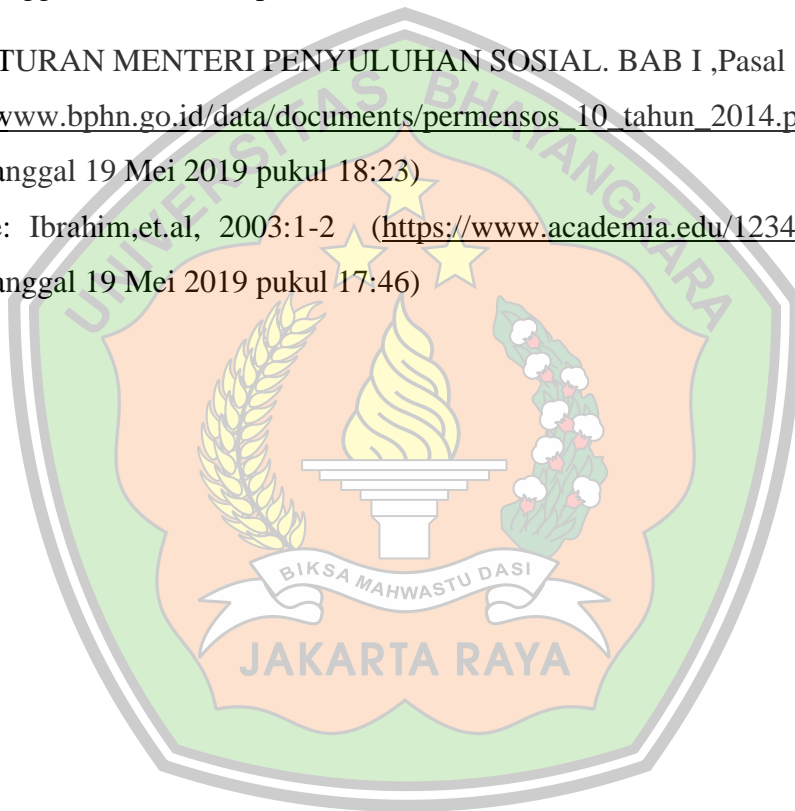 TURAN MENTERI PENYULUHAN SOSIAL. BAB I ,Pasal
www.bphn.go.id/data/documents/permensos_10_tahun_2014.p
anggal 19 Mei 2019 pukul 18:23)
: Ibrahim,et.al, 2003:1-2 (https://www.academia.edu/1234
anggal 19 Mei 2019 pukul 17:46)
UNIVERSITAS BHAYANGKARA
BIKSA MAHWASTU DASI
JAKARTA RAYA